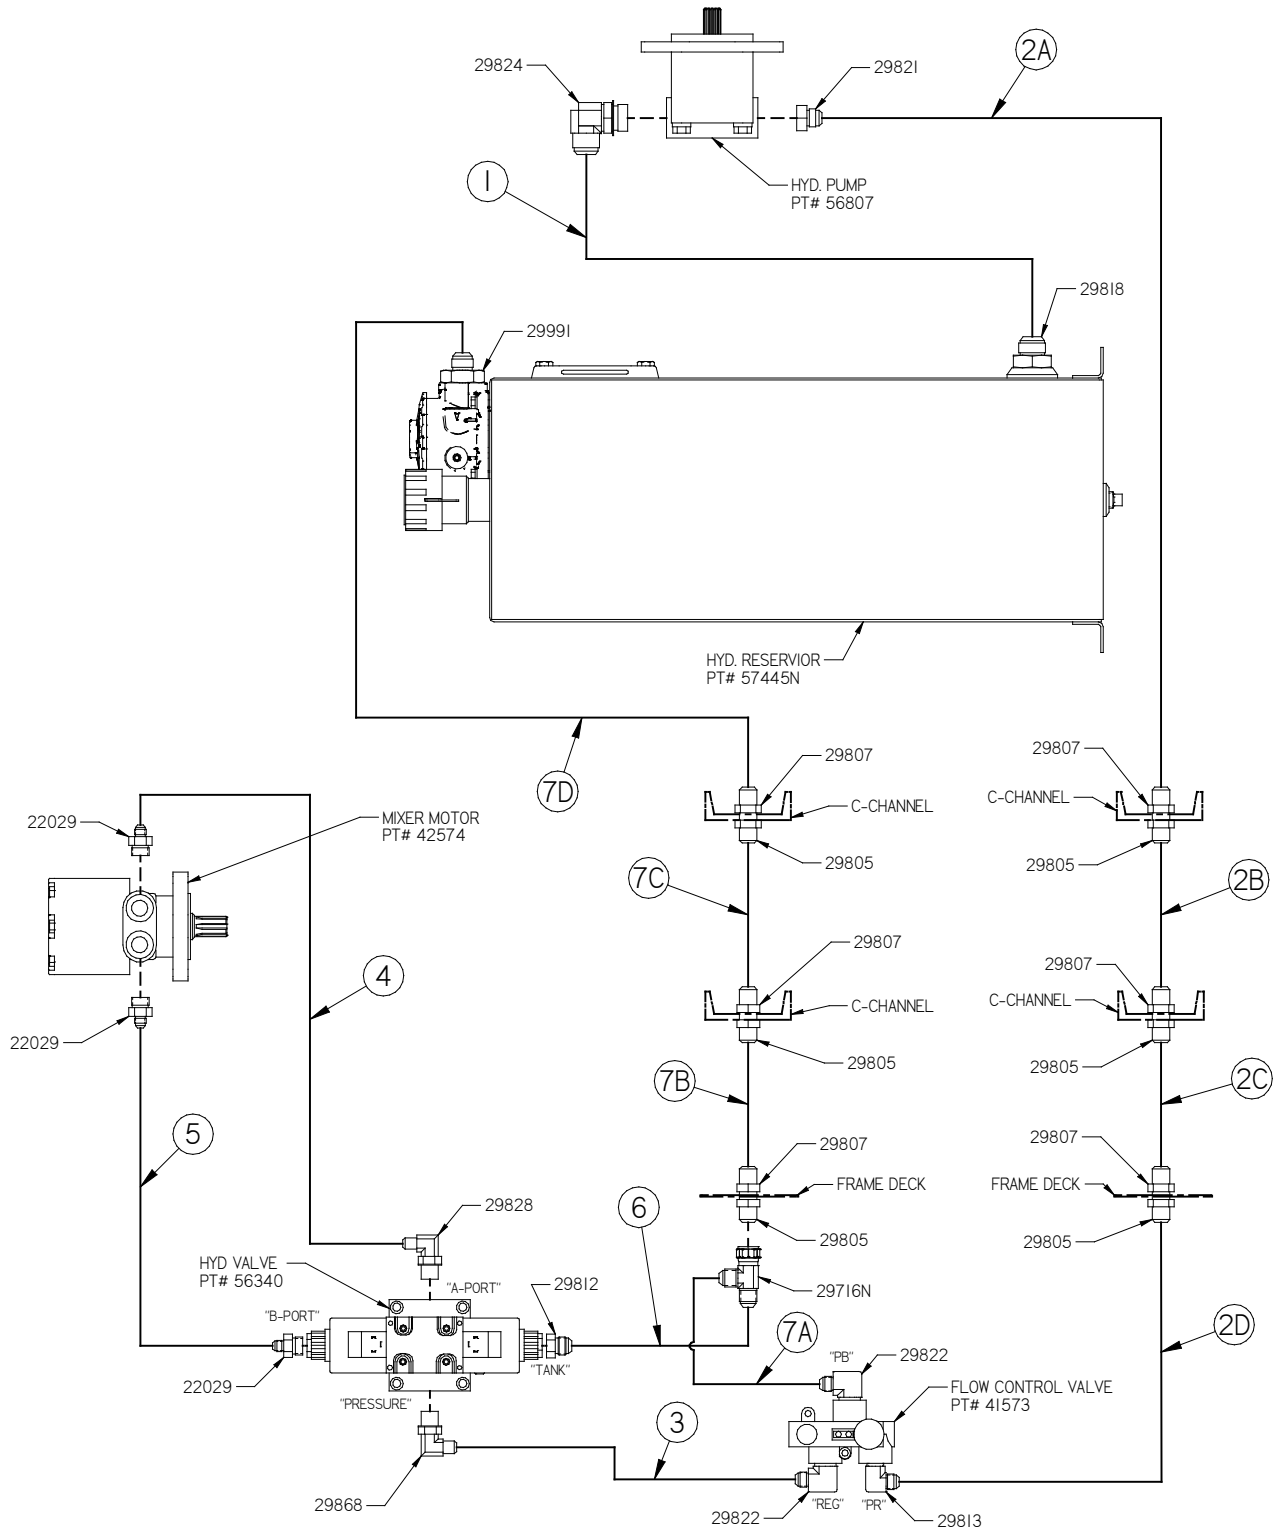 2A
29824
29821
1
HYD. PUMP
PT# 56807
29818
29991
HYD. RESERVIOR
PT# 57445N
7D
29807
C-CHANNEL
29805
29807
C-CHANNEL
29805
MIXER MOTOR
PT# 42574
22029
22029
7C
2B
4
29807
C-CHANNEL
29805
29807
C-CHANNEL
29805
7B
2C
5
29807
FRAME DECK
29805
29807
FRAME DECK
29805
6
29828
HYD VALVE
PT# 56340
"A-PORT"
29812
29716N
"B-PORT"
7A
2D
"TANK"
22029
"PRESSURE"
"PB"
29822
FLOW CONTROL VALVE
PT# 41573
3
29868
29822
"REG"
"PR"
29813